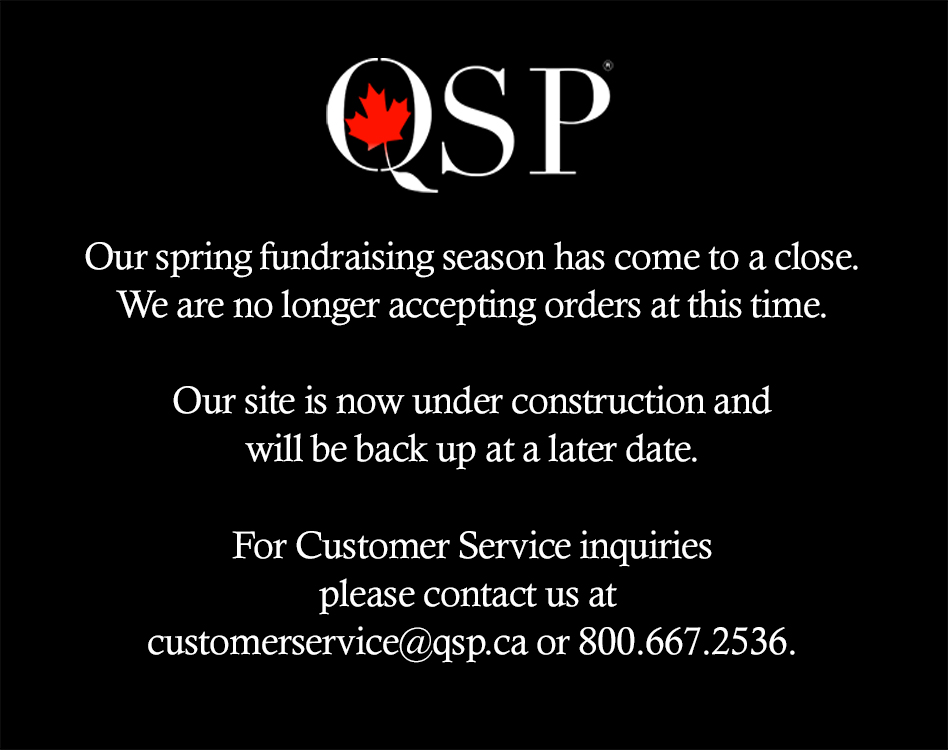 QSP®
Our spring fundraising season has come to a close.
We are no longer accepting orders at this time.
Our site is now under construction and
will be back up at a later date.
For Customer Service inquiries
please contact us at
customerservice@qsp.ca or 800.667.2536.